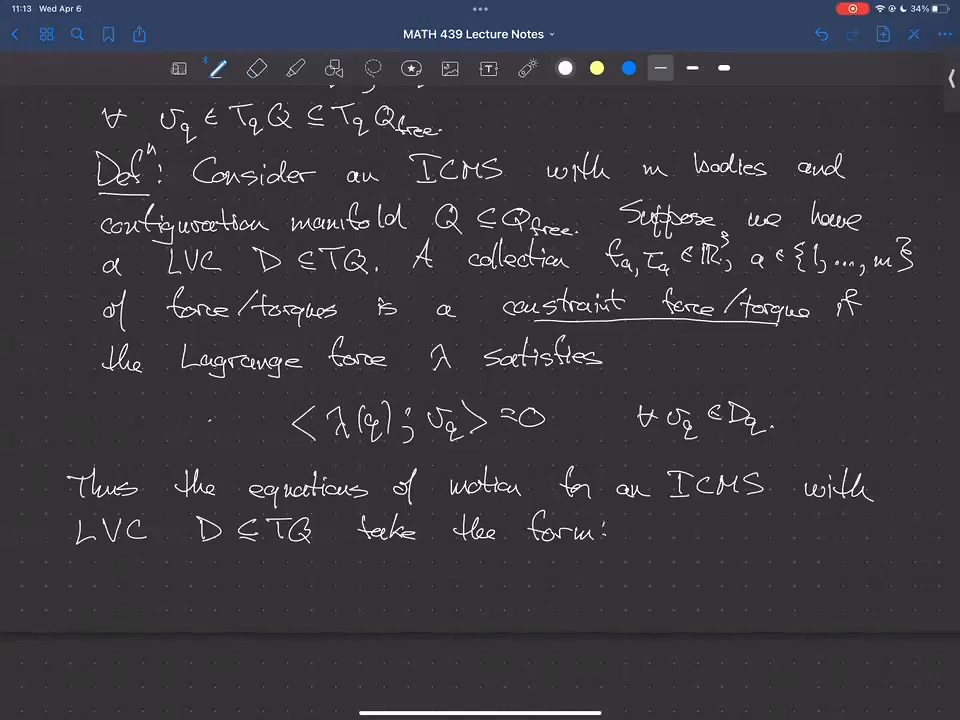 11:13 Wed Apr 6
34%
MATH 439 Lecture Notes
∀ v_q ∈ T_q Q ⊆ T_q Q_free.
Defⁿ: Consider an ICMS with m bodies and
configuration manifold Q ⊆ Q_free. Suppose we have
a LVC D ⊆ TQ. A collection f_a, τ_a ∈ ℝ³, a ∈ {1, ..., m}
of force/torques is a constraint force/torque if
the Lagrange force λ satisfies
⟨λ(q); v_q⟩ = 0 ∀ v_q ∈ D_q.
Thus the equations of motion for an ICMS with
LVC D ⊆ TQ take the form: